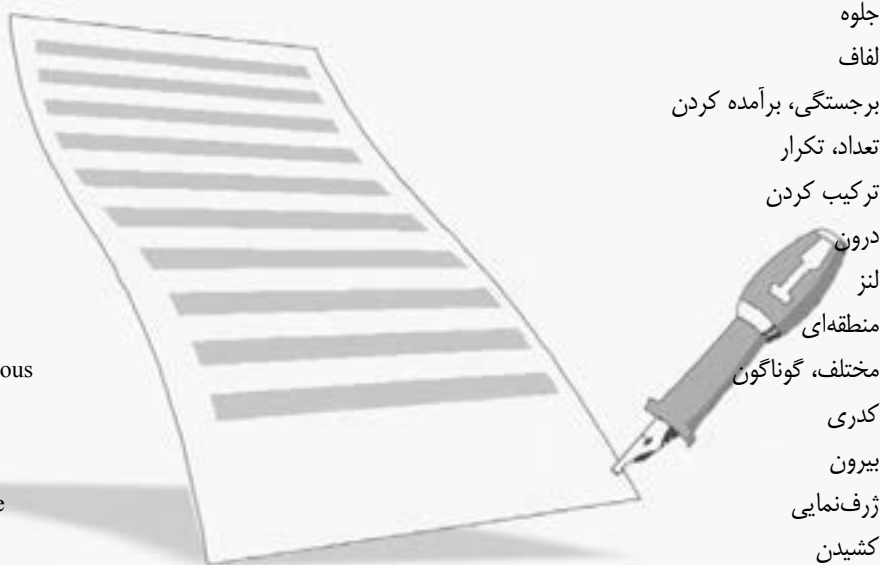 جلوه
لفاف
برجستگی، برآمده کردن
تعداد، تکرار
ترکیب کردن
درون
لنز
منطقه‌ای
مختلف، گوناگون
کدری
بیرون
ژرف‌نمایی
کشیدن